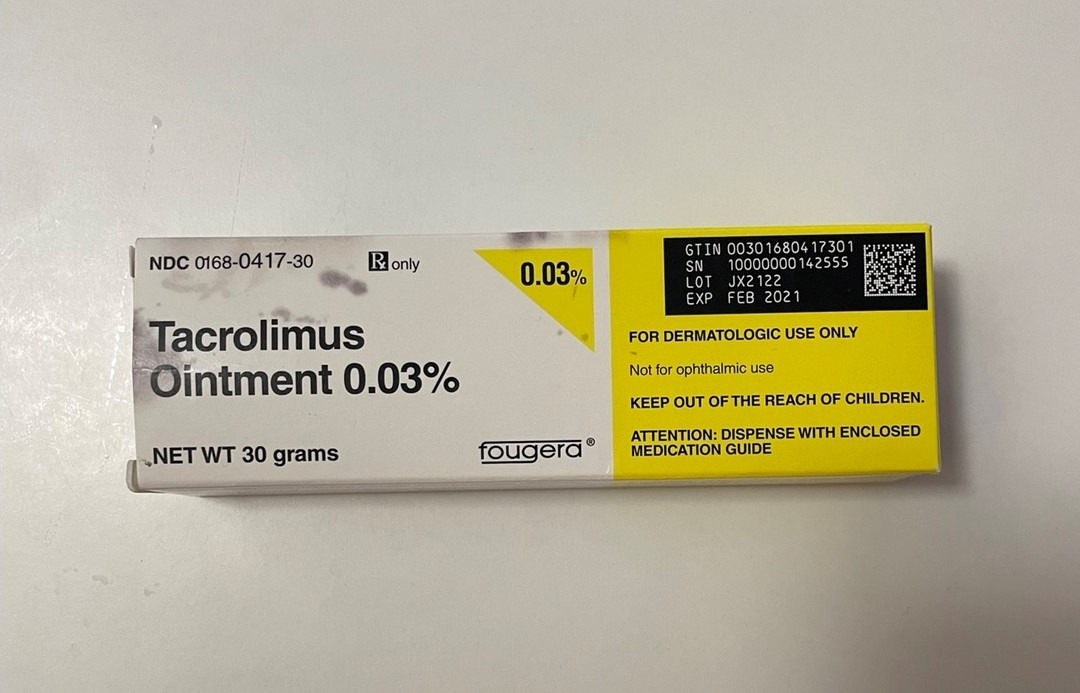 NDC 0168-0417-30
Rx only
0.03%
Tacrolimus
Ointment 0.03%
NET WT 30 grams
fougera®
GTIN 00301680417301
SN 10000000142555
LOT JX2122
EXP FEB 2021
FOR DERMATOLOGIC USE ONLY
Not for ophthalmic use
KEEP OUT OF THE REACH OF CHILDREN.
ATTENTION: DISPENSE WITH ENCLOSED
MEDICATION GUIDE